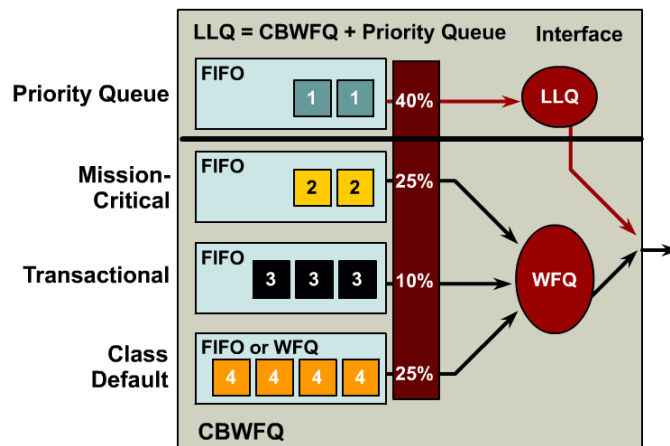 LLQ = CBWFQ + Priority Queue
Interface
Priority Queue
FIFO
1 1
40%
LLQ
Mission-
Critical
FIFO
2 2
25%
Transactional
FIFO
3 3 3
10%
WFQ
Class
Default
FIFO or WFQ
4 4 4 4
25%
CBWFQ